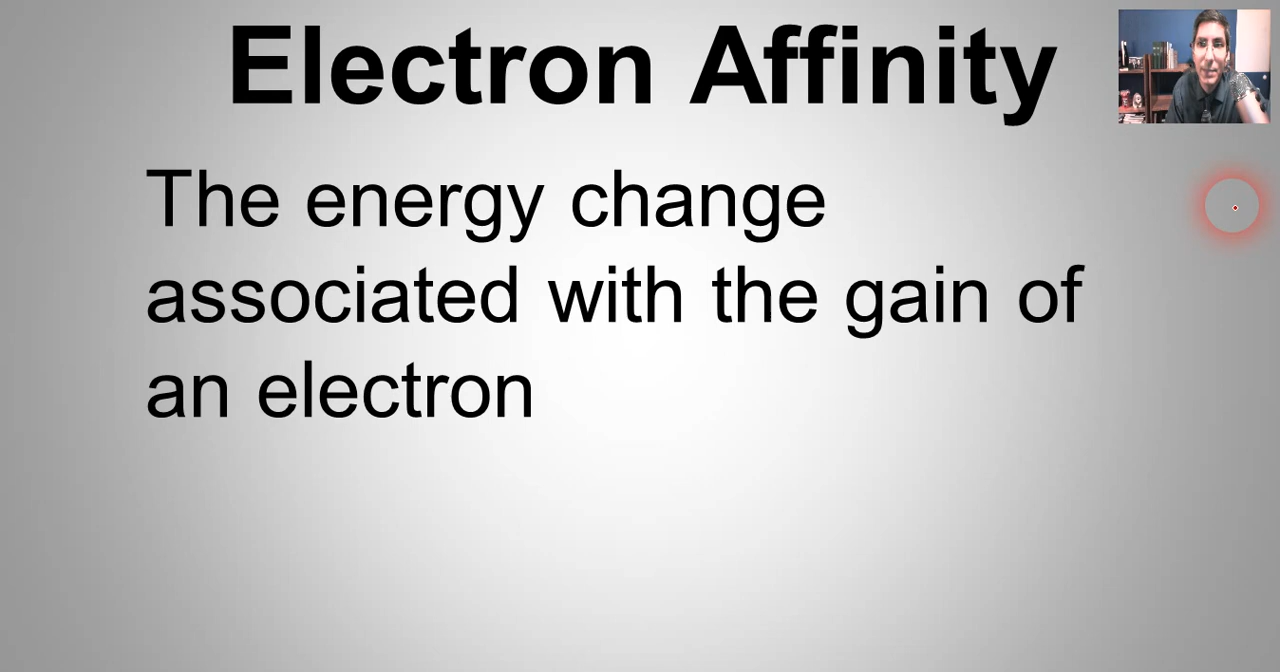 Electron Affinity
The energy change
associated with the gain of
an electron